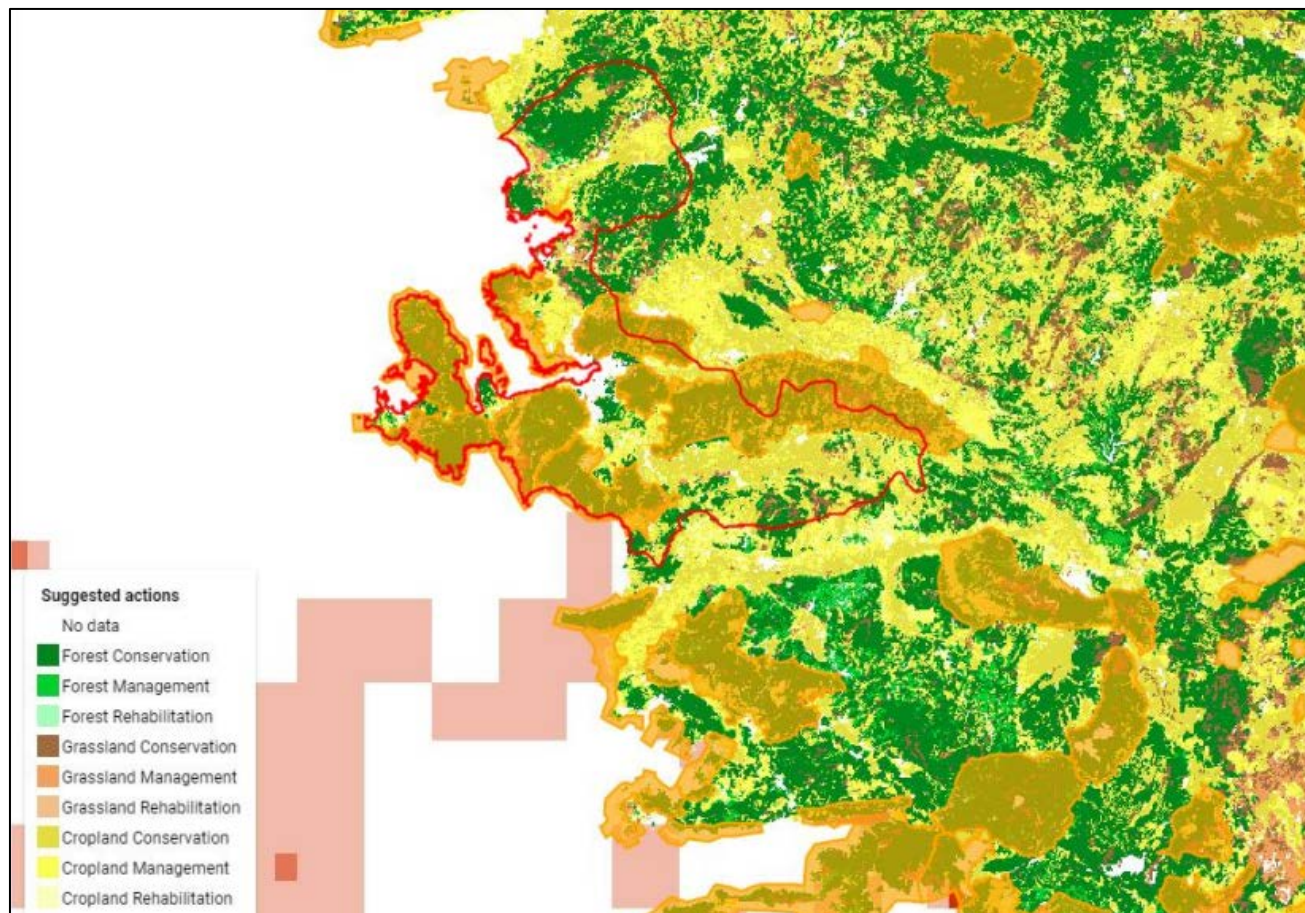 Suggested actions
No data
Forest Conservation
Forest Management
Forest Rehabilitation
Grassland Conservation
Grassland Management
Grassland Rehabilitation
Cropland Conservation
Cropland Management
Cropland Rehabilitation